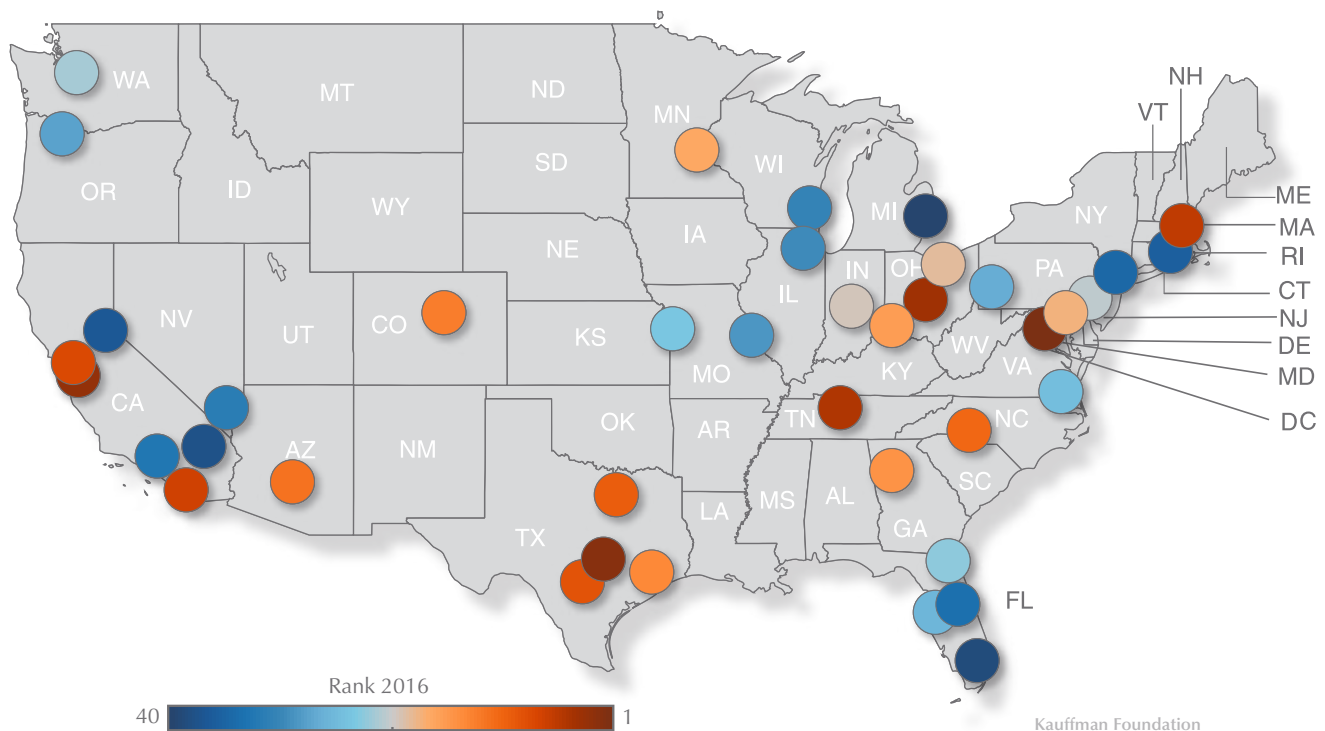 NH
VT
WA
MT
ND
MN
OR
ID
SD
WI
MI
NY
ME
WY
MA
IA
NE
PA
RI
IN
OH
NV
UT
CO
IL
CT
KS
WV
NJ
MO
VA
DE
CA
KY
MD
OK
TN
NC
DC
AZ
NM
AR
SC
MS
AL
LA
GA
TX
FL
Rank 2016
40
1
Kauffman Foundation